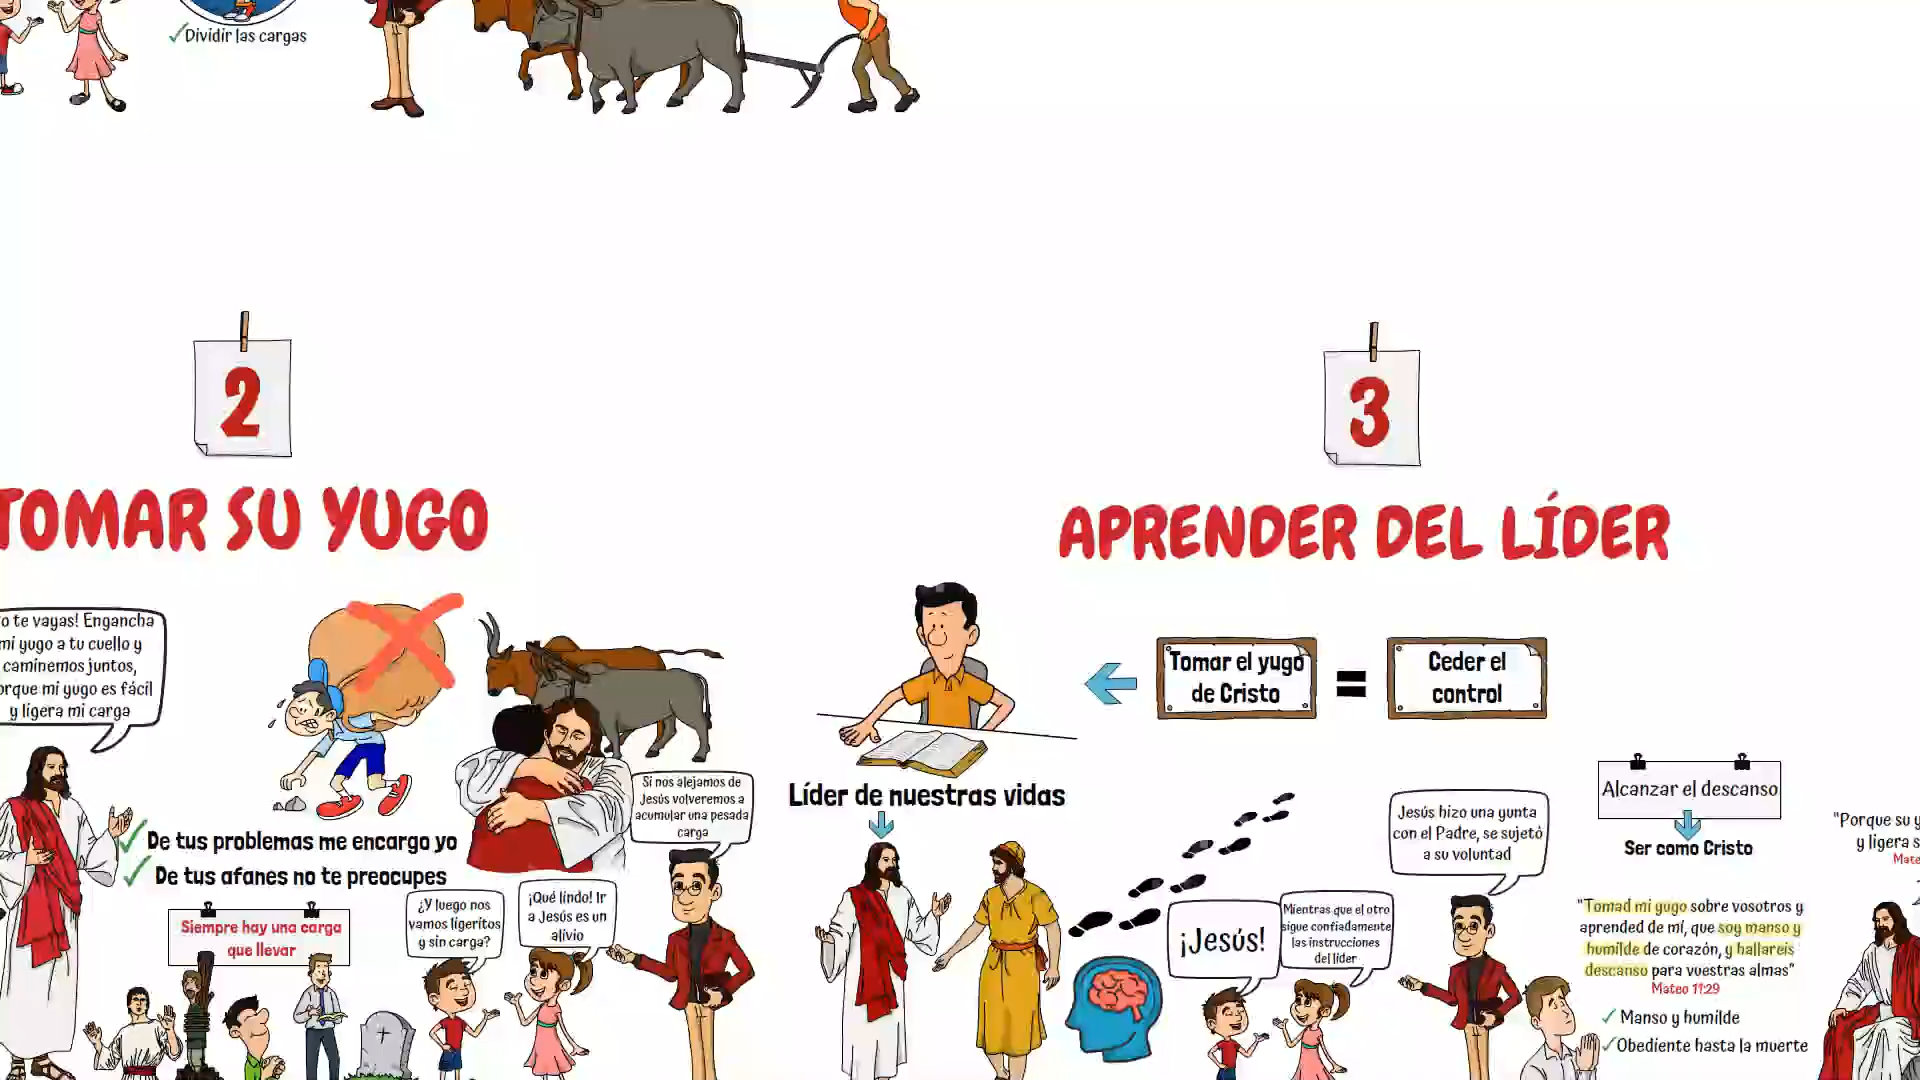 ✓Dividir las cargas
2
TOMAR SU YUGO
o te vayas! Engancha
mi yugo a tu cuello y
caminemos juntos,
orque mi yugo es fácil
y ligera mi carga
✓De tus problemas me encargo yo
✓De tus afanes no te preocupes
Siempre hay una carga
que llevar
¿Y luego nos
vamos ligeritos
y sin carga?
¡Qué lindo! Ir
a Jesús es un
alivio
Si nos alejamos de
Jesús volveremos a
acumular una pesada
carga
3
APRENDER DEL LÍDER
Tomar el yugo
de Cristo
=
Ceder el
control
Líder de nuestras vidas
¡Jesús!
Mientras que el otro
sigue confiadamente
las instrucciones
del líder
Jesús hizo una yunta
con el Padre, se sujetó
a su voluntad
Alcanzar el descanso
Ser como Cristo
"Tomad mi yugo sobre vosotros y
aprended de mí, que soy manso y
humilde de corazón, y hallareis
descanso para vuestras almas"
Mateo 11:29
✓ Manso y humilde
✓Obediente hasta la muerte
"Porque su y
y ligera s
Mate